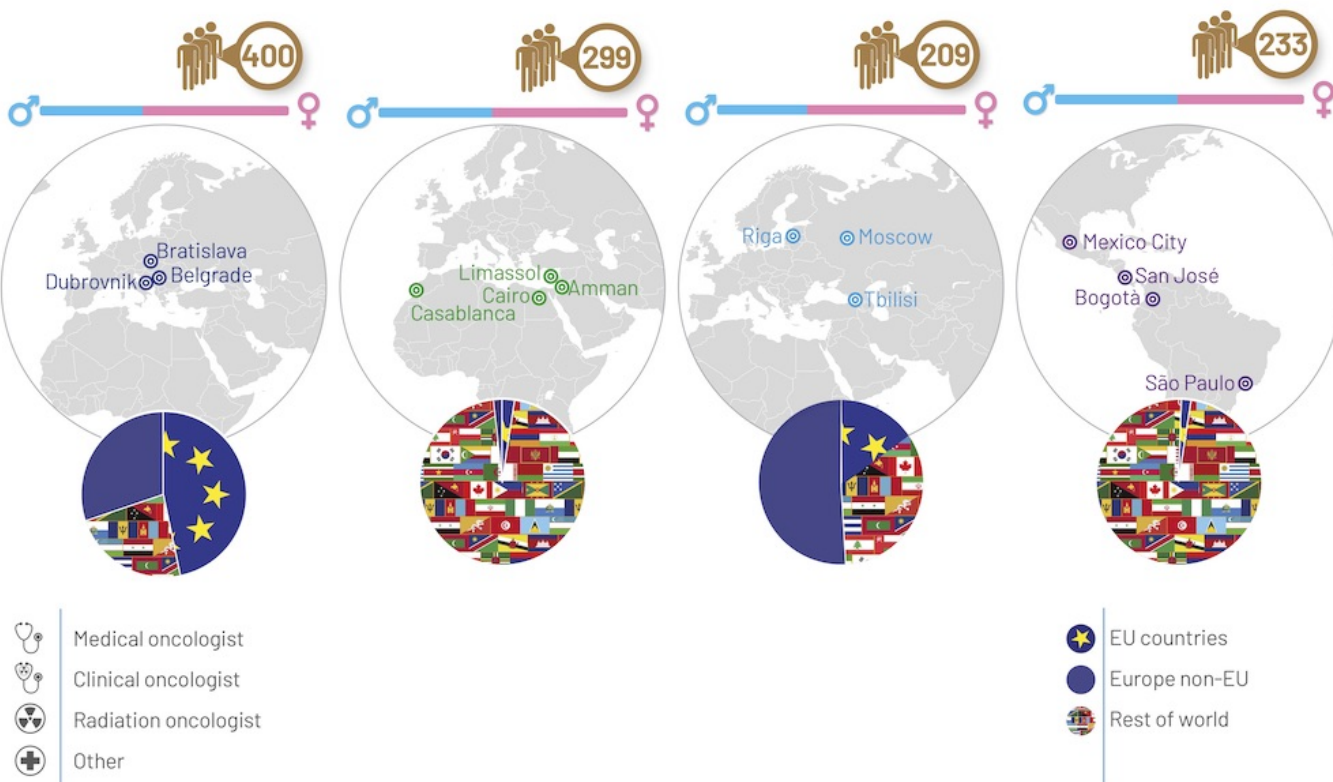 400
299
209
233
Bratislava
Dubrovnik
Belgrade
Limassol
Cairo
Amman
Casablanca
Riga
Moscow
Tbilisi
Mexico City
San José
Bogotà
São Paulo
Medical oncologist
Clinical oncologist
Radiation oncologist
Other
EU countries
Europe non-EU
Rest of world